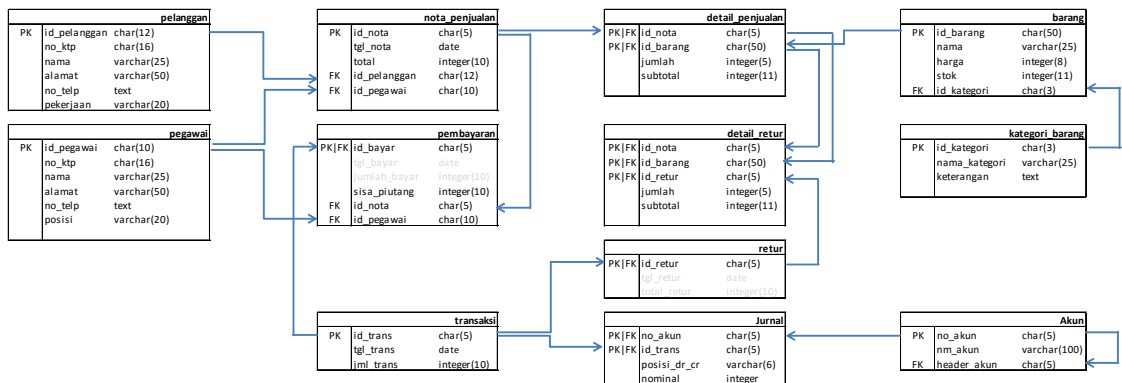 pelanggan
PK id_pelanggan char(12)
no_ktp char(16)
nama varchar(25)
alamat varchar(50)
no_telp text
pekerjaan varchar(20)
nota_penjualan
PK id_nota char(5)
tgl_nota date
total integer(10)
FK id_pelanggan char(12)
FK id_pegawai char(10)
detail_penjualan
PK|FK id_nota char(5)
PK|FK id_barang char(50)
jumlah integer(5)
subtotal integer(11)
barang
PK id_barang char(50)
nama varchar(25)
harga integer(8)
stok integer(11)
FK id_kategori char(3)
pegawai
PK id_pegawai char(10)
no_ktp char(16)
nama varchar(25)
alamat varchar(50)
no_telp text
posisi varchar(20)
pembayaran
PK|FK id_bayar char(5)
tgl_bayar date
jumlah_bayar integer(10)
sisa_piutang integer(10)
FK id_nota char(5)
FK id_pegawai char(10)
detail_retur
PK|FK id_nota char(5)
PK|FK id_barang char(50)
PK|FK id_retur char(5)
jumlah integer(5)
subtotal integer(11)
kategori_barang
PK id_kategori char(3)
nama_kategori varchar(25)
keterangan text
retur
PK|FK id_retur char(5)
tgl_retur date
total_retur integer(10)
transaksi
PK id_trans char(5)
tgl_trans date
jml_trans integer(10)
Jurnal
PK|FK no_akun char(5)
PK|FK id_trans char(5)
posisi_dr_cr varchar(6)
nominal integer
Akun
PK no_akun char(5)
nm_akun varchar(100)
FK header_akun char(5)